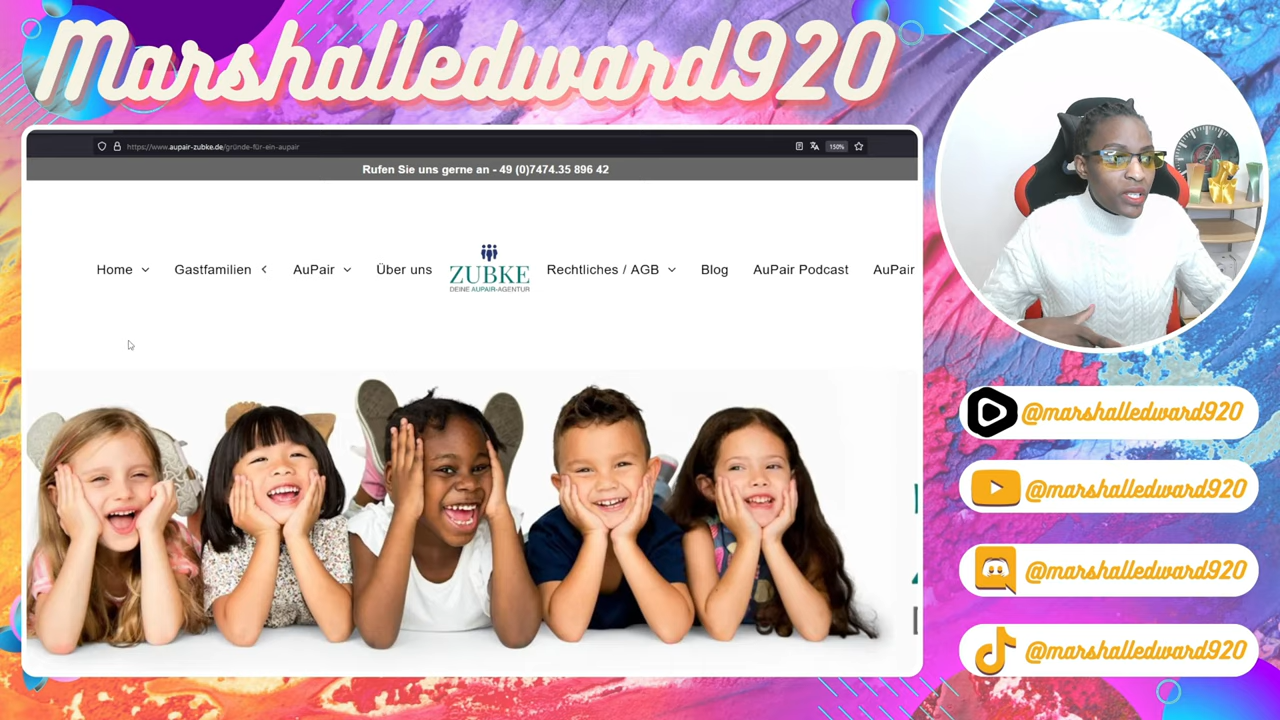 Marshalledward920
https://www.aupair-zubke.de/gründe-für-ein-aupair
150%
Rufen Sie uns gerne an - 49 (0)7474.35 896 42
Home
Gastfamilien
AuPair
Über uns
ZUBKE
DEINE AUPAIR-AGENTUR
Rechtliches / AGB
Blog
AuPair Podcast
AuPair
@marshalledward920
@marshalledward920
@marshalledward920
@marshalledward920